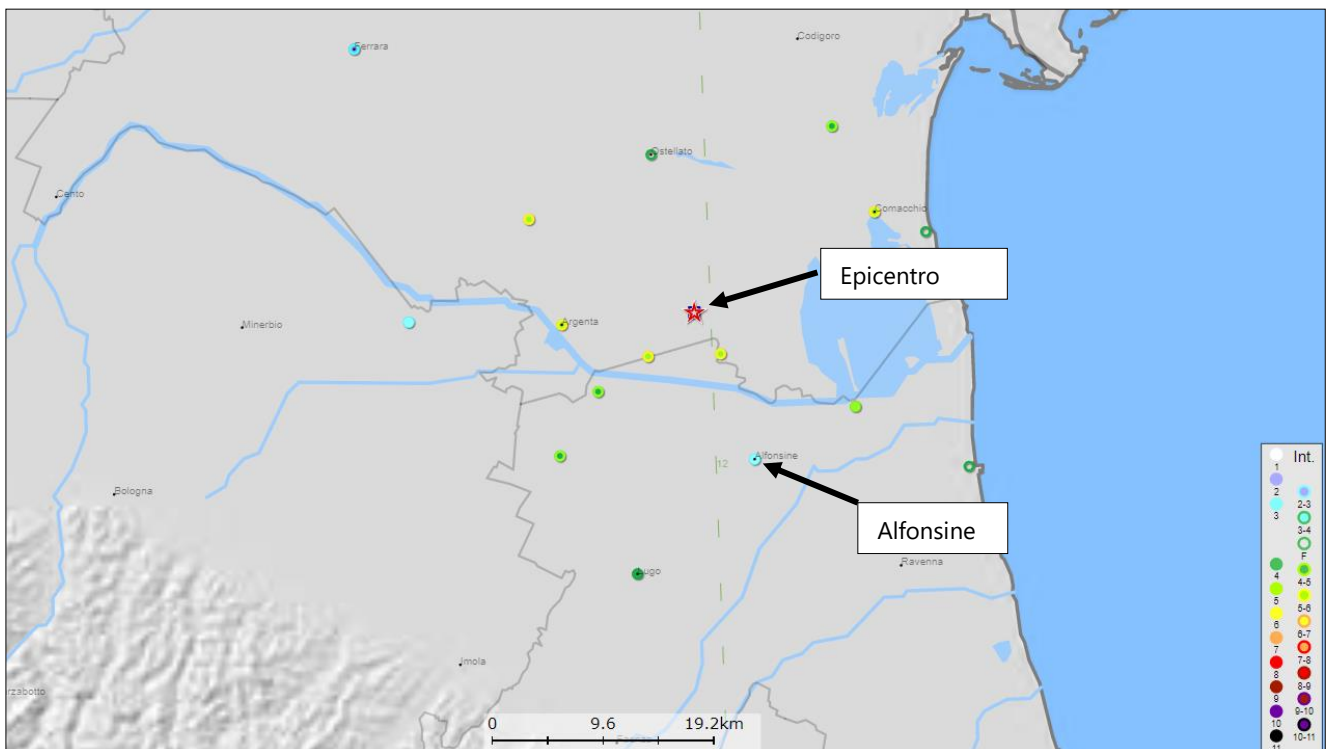 Codigoro
Ferrara
Ostellato
Cento
Comacchio
Epicentro
Minerbio
Argenta
Alfonsine
12
Bologna
Alfonsine
Ravenna
Lugo
Imola
rzabotto
0 9.6 19.2km
Int.
1
2
2-3
3
3-4
F
4
4-5
5
5-6
6
6-7
7
7-8
8
8-9
9
9-10
10
10-11
11